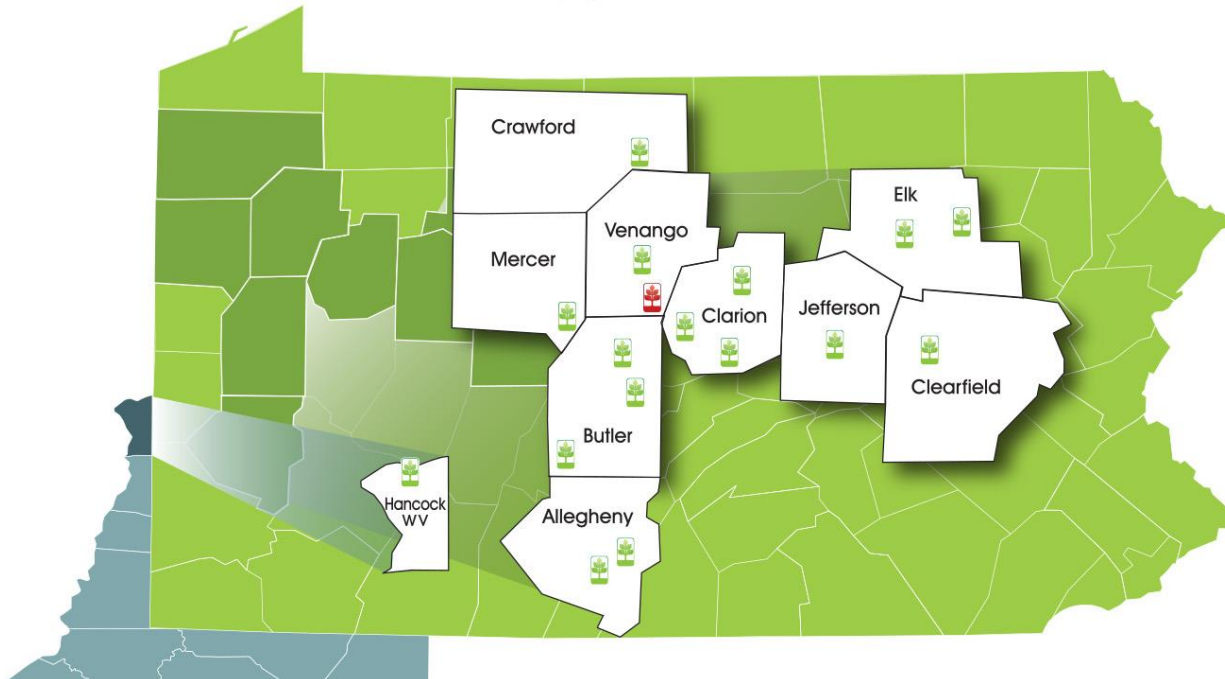 Crawford
Elk
Venango
Mercer
Jefferson
Clarion
Clearfield
Butler
Hancock
WV
Allegheny